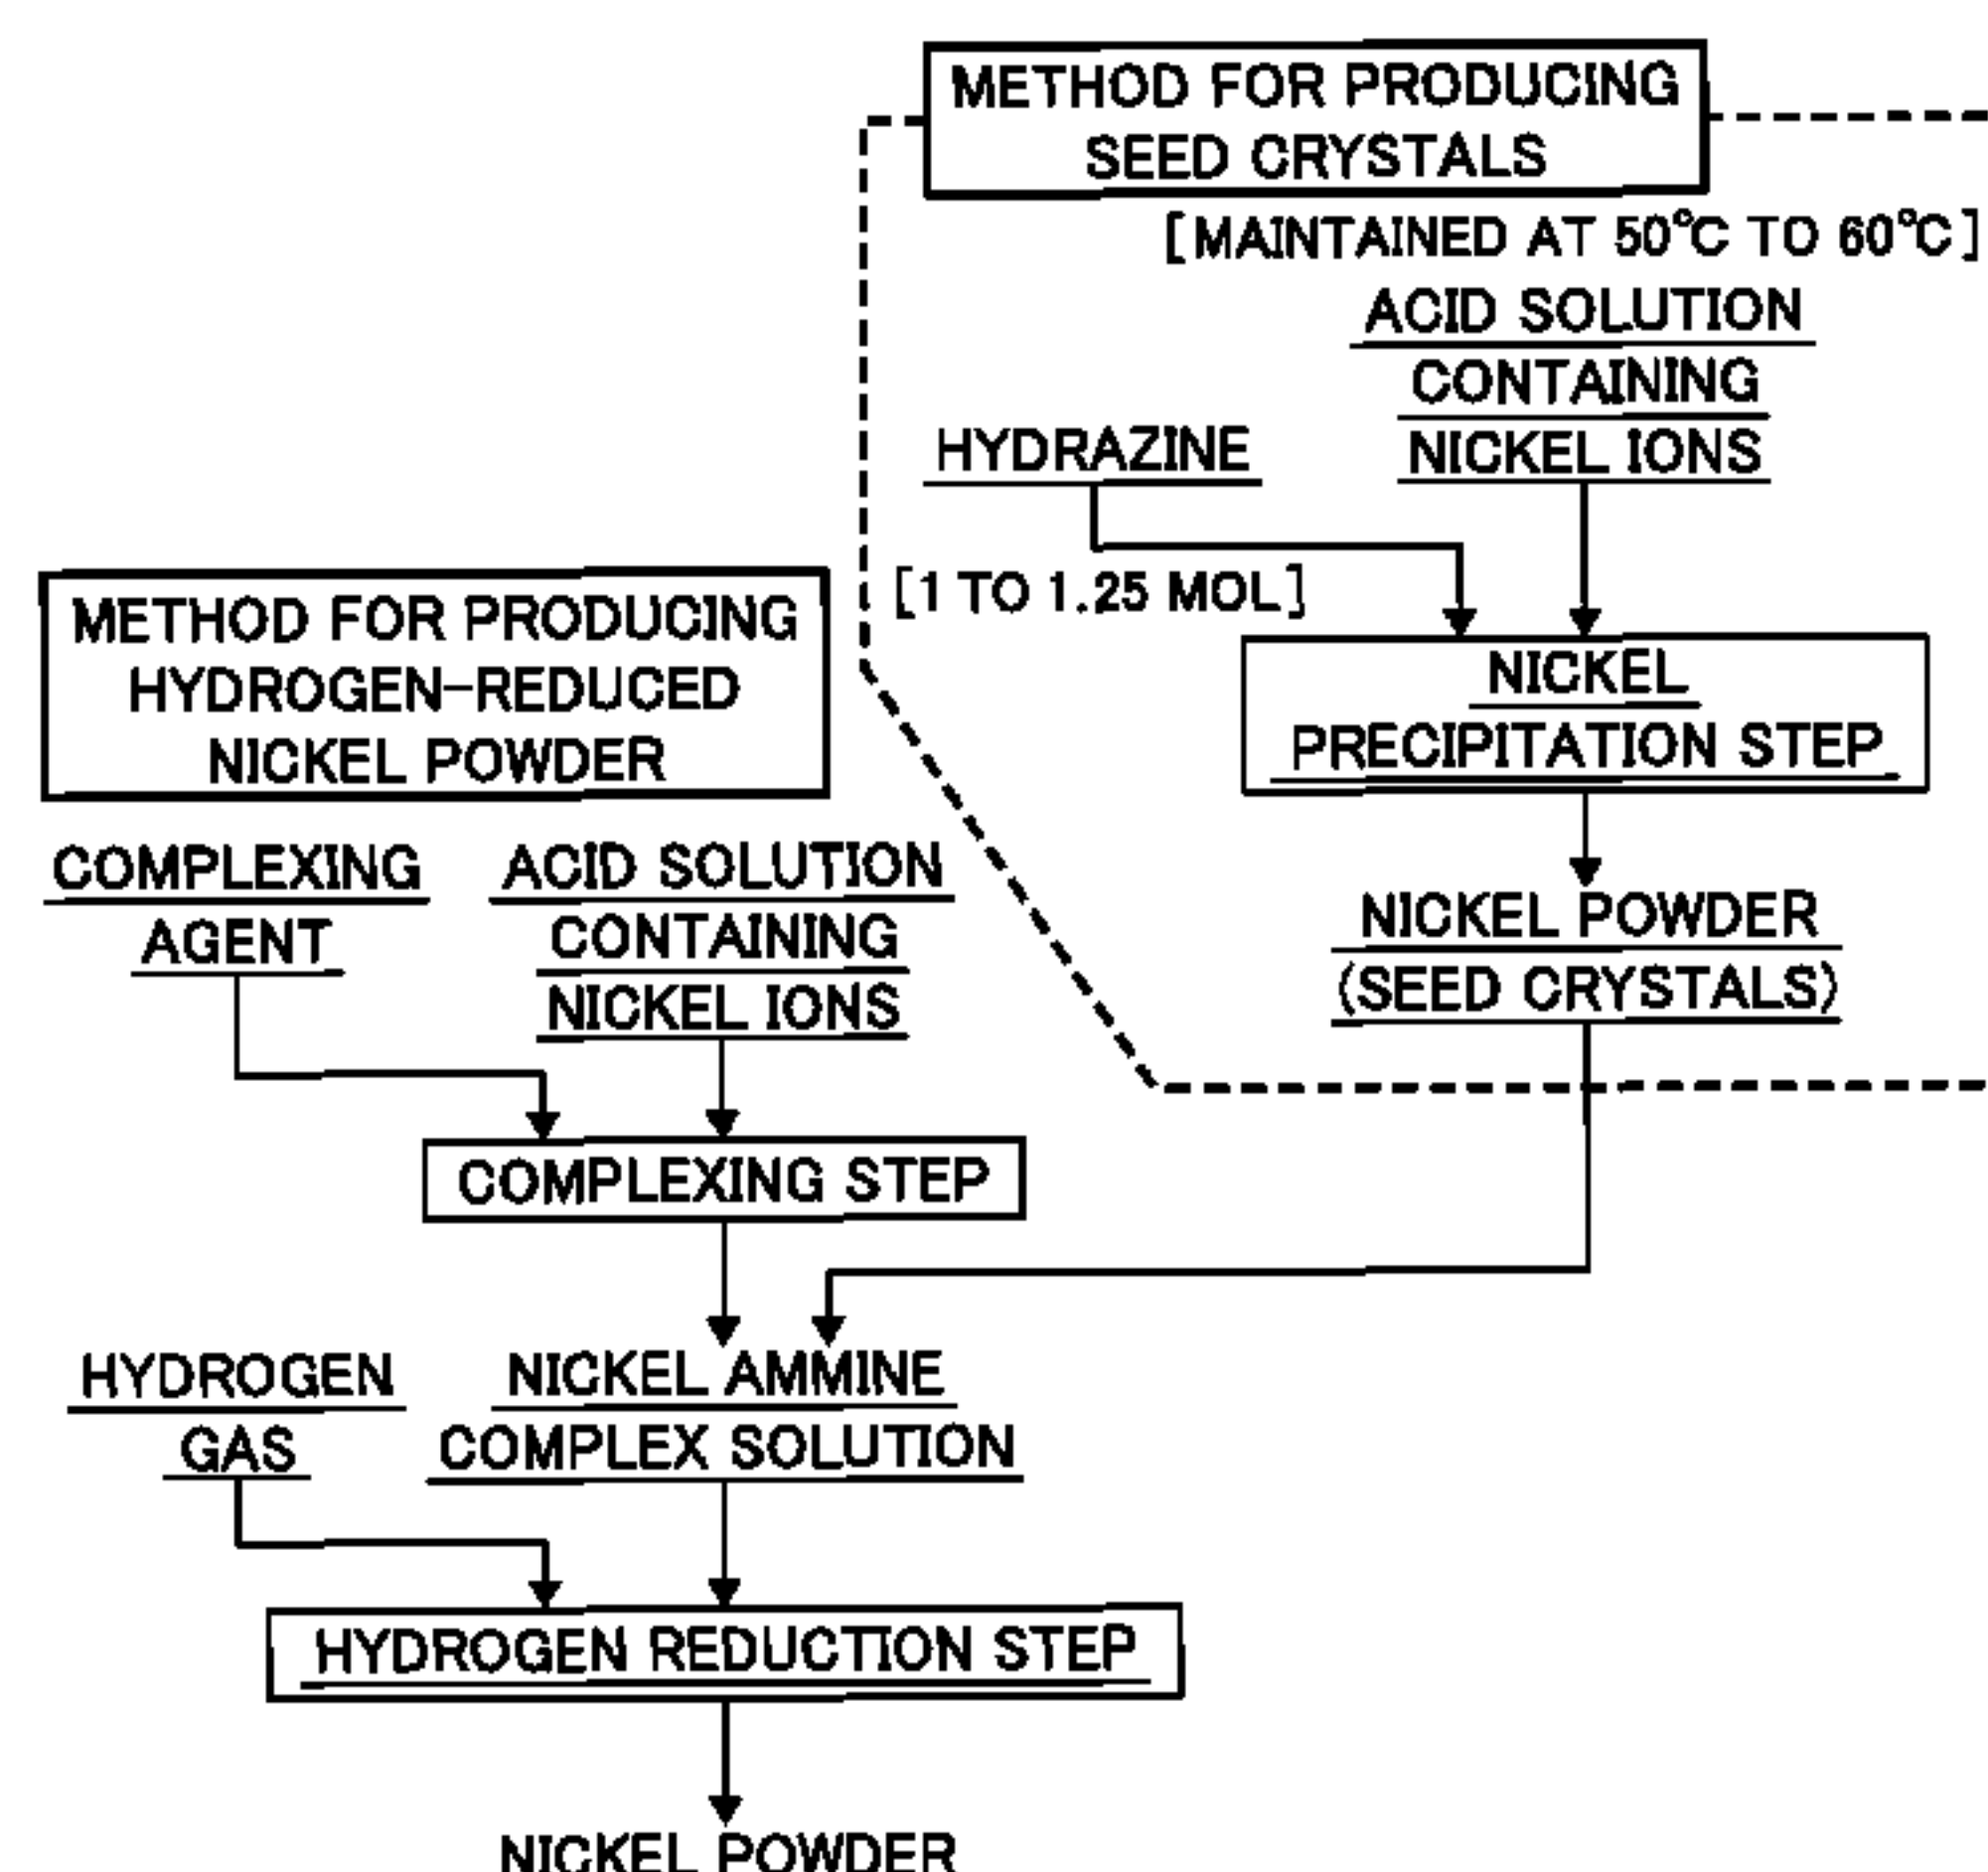 METHOD FOR PRODUCING
SEED CRYSTALS
[MAINTAINED AT 50°C TO 60°C]
ACID SOLUTION
CONTAINING
NICKEL IONS
HYDRAZINE
[1 TO 1.25 MOL]
NICKEL
PRECIPITATION STEP
NICKEL POWDER
(SEED CRYSTALS)
METHOD FOR PRODUCING
HYDROGEN-REDUCED
NICKEL POWDER
COMPLEXING
AGENT
ACID SOLUTION
CONTAINING
NICKEL IONS
COMPLEXING STEP
NICKEL AMMINE
COMPLEX SOLUTION
HYDROGEN
GAS
HYDROGEN REDUCTION STEP
NICKEL POWDER